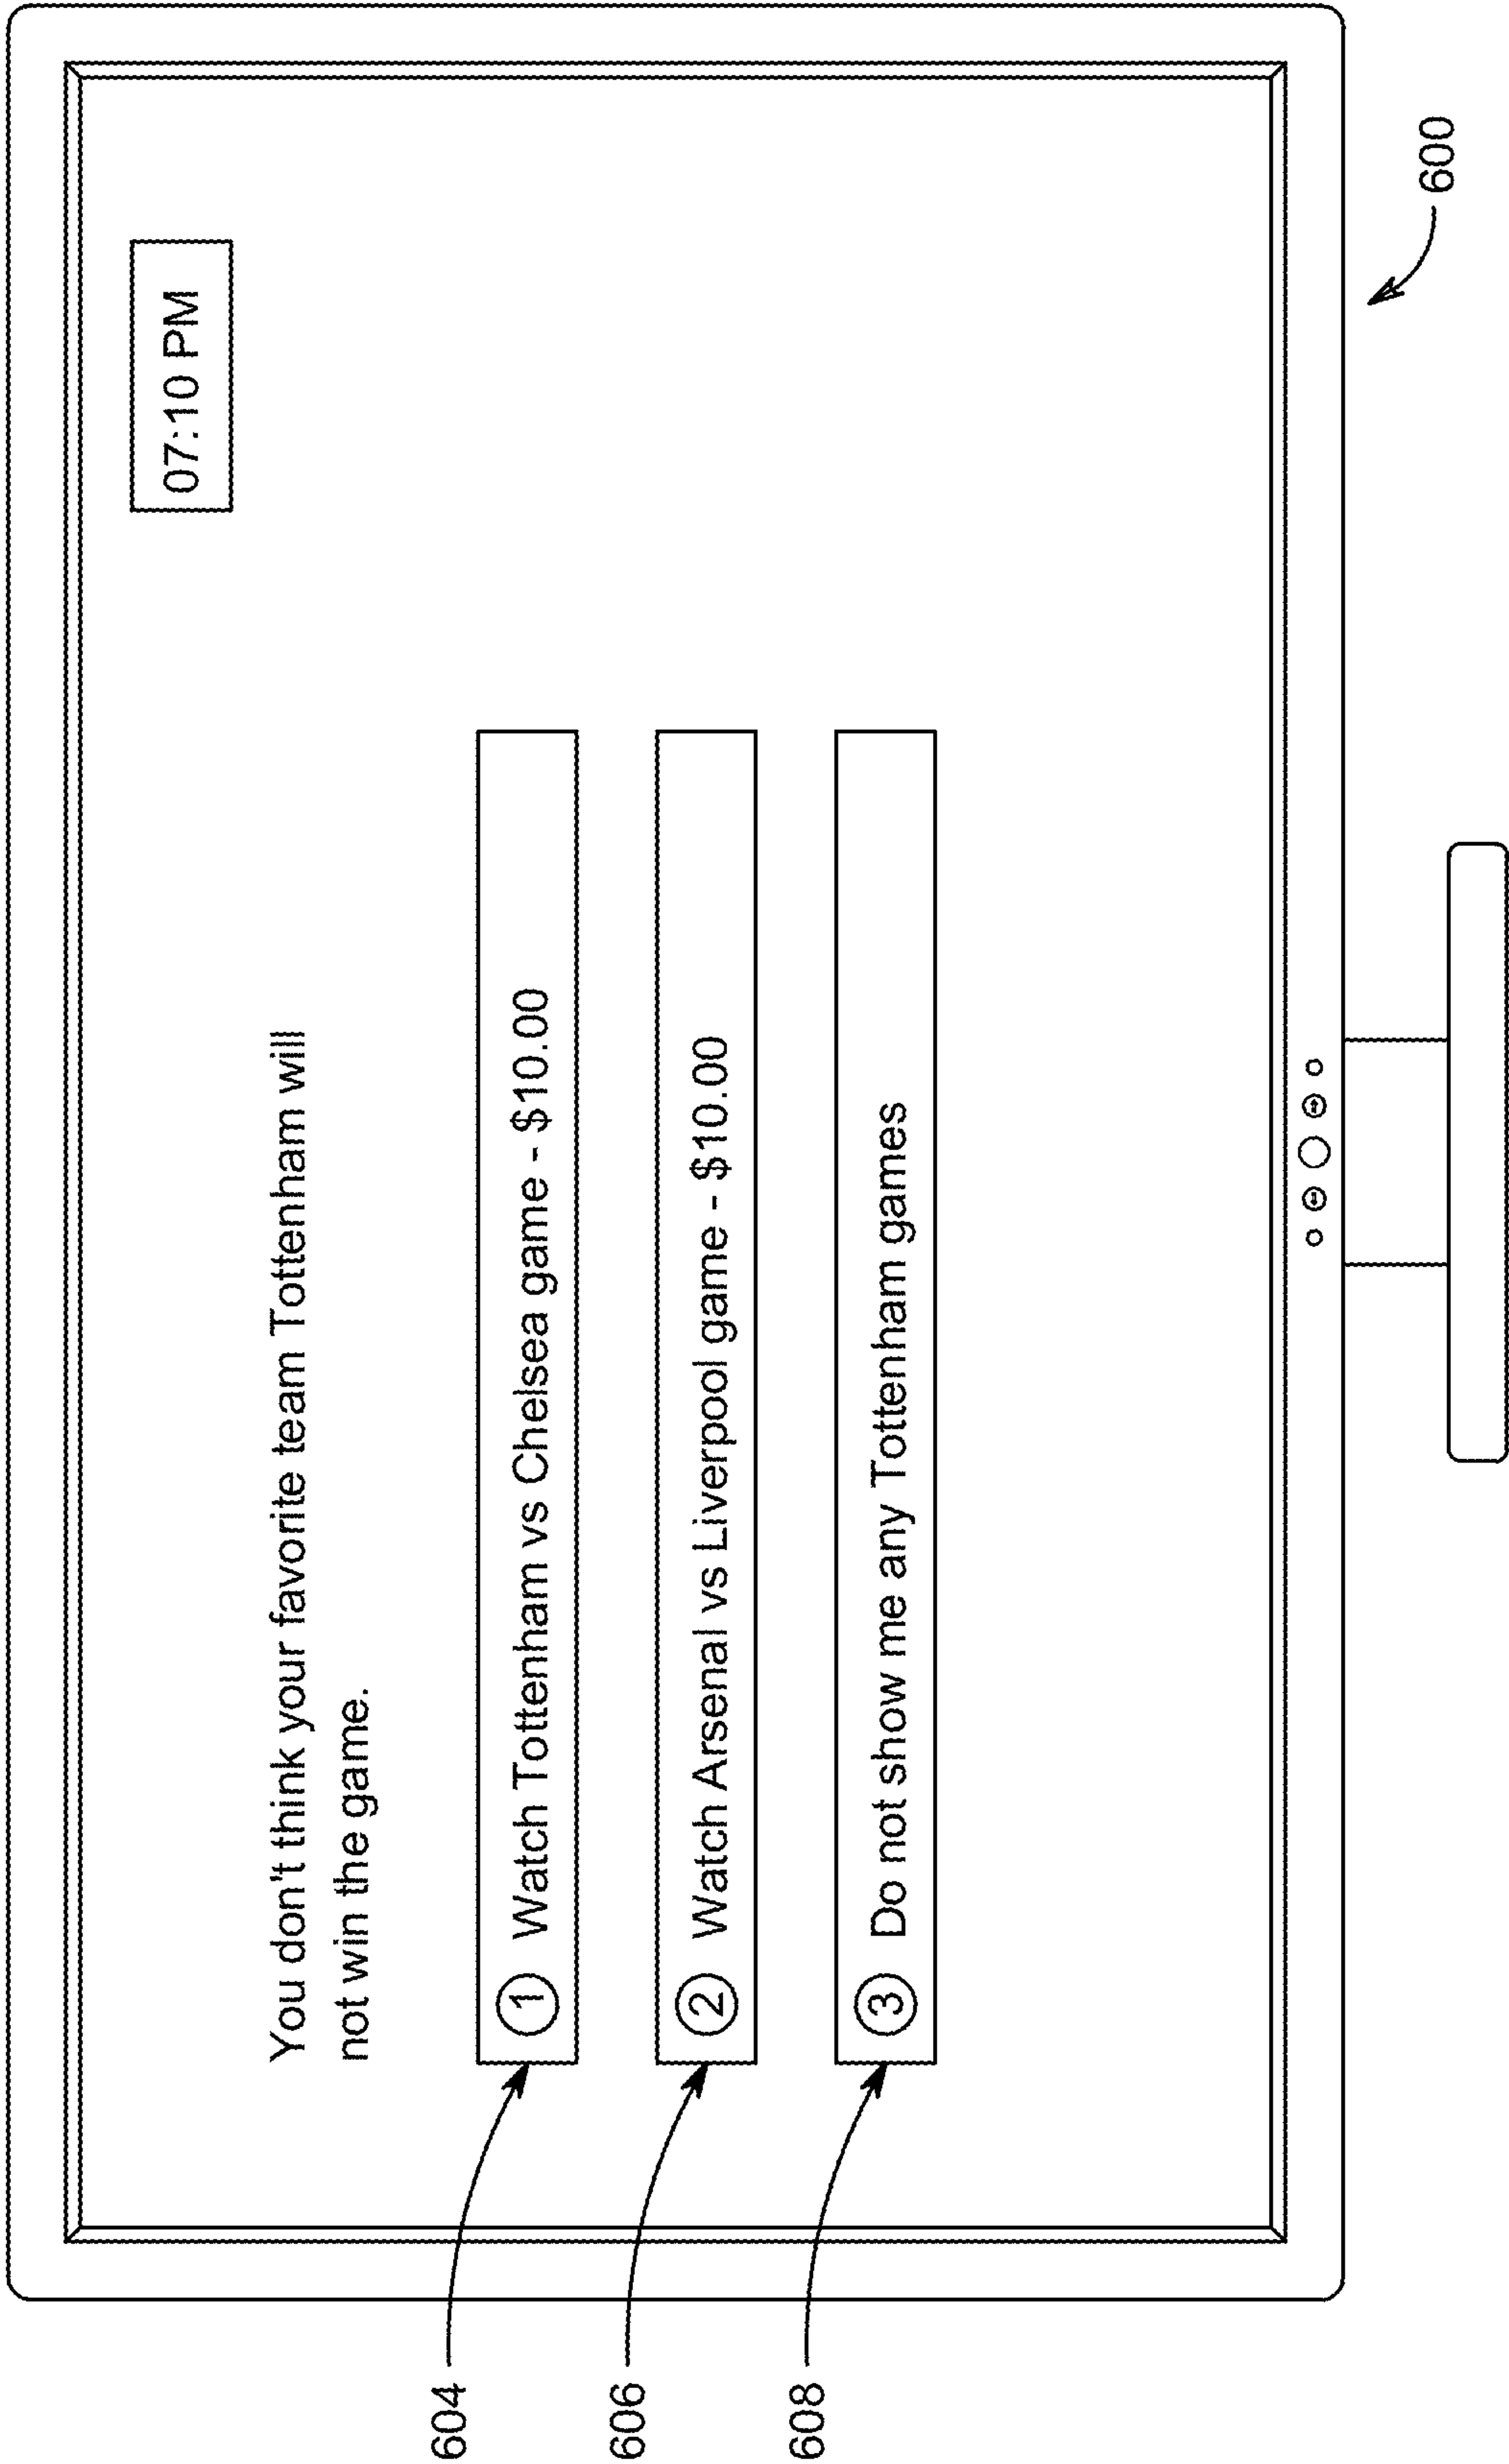 07:10 PM
You don't think your favorite team Tottenham will
not win the game.
604
1 Watch Tottenham vs Chelsea game - $10.00
606
2 Watch Arsenal vs Liverpool game - $10.00
608
3 Do not show me any Tottenham games
600